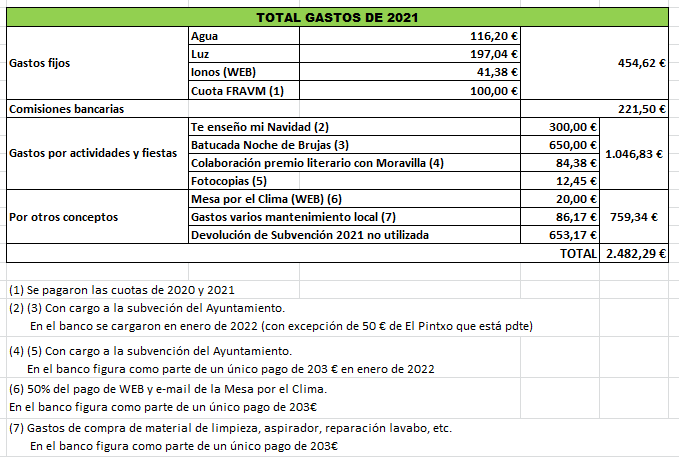 TOTAL GASTOS DE 2021
Gastos fijos
Agua 116,20 €
Luz 197,04 €
Ionos (WEB) 41,38 €
Cuota FRAVM (1) 100,00 €
454,62 €
Comisiones bancarias 221,50 €
Gastos por actividades y fiestas
Te enseño mi Navidad (2) 300,00 €
Batucada Noche de Brujas (3) 650,00 €
Colaboración premio literario con Moravilla (4) 84,38 €
Fotocopias (5) 12,45 €
1.046,83 €
Por otros conceptos
Mesa por el Clima (WEB) (6) 20,00 €
Gastos varios mantenimiento local (7) 86,17 €
Devolución de Subvención 2021 no utilizada 653,17 €
759,34 €
TOTAL 2.482,29 €
(1) Se pagaron las cuotas de 2020 y 2021
(2) (3) Con cargo a la subveción del Ayuntamiento.
En el banco se cargaron en enero de 2022 (con excepción de 50 € de El Pintxo que está pdte)
(4) (5) Con cargo a la subvención del Ayuntamiento.
En el banco figura como parte de un único pago de 203 € en enero de 2022
(6) 50% del pago de WEB y e-mail de la Mesa por el Clima.
En el banco figura como parte de un único pago de 203€
(7) Gastos de compra de material de limpieza, aspirador, reparación lavabo, etc.
En el banco figura como parte de un único pago de 203€